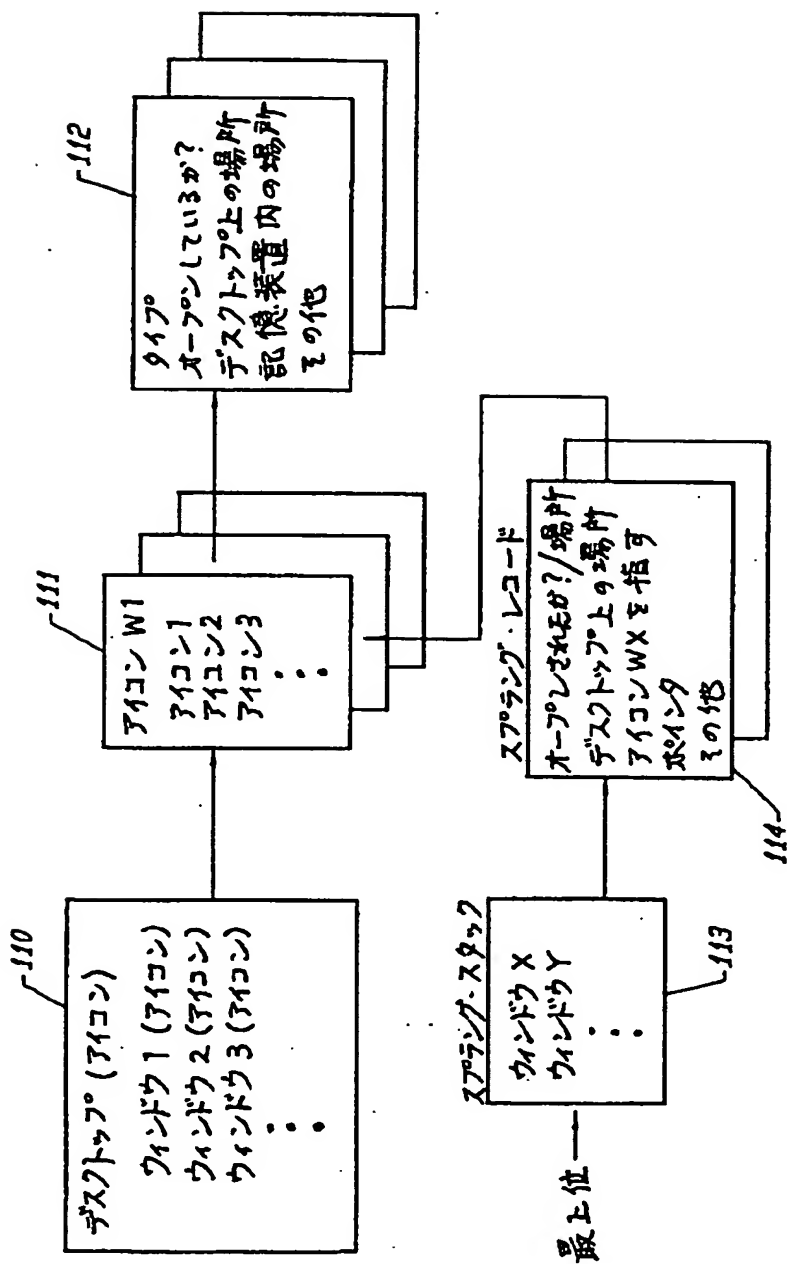 110
デスクトップ (アイコン)
ウィンドウ 1 (アイコン)
ウィンドウ 2 (アイコン)
ウィンドウ 3 (アイコン)
111
アイコン W1
アイコン1
アイコン2
アイコン3
112
タイプ
オープンしているか?
デスクトップ上の場所
記憶装置内の場所
その他
最上位
スプラング・スタック
ウィンドウ X
ウィンドウ Y
113
スプラング・レコード
オープンされたか?/場所
デスクトップ上の場所
アイコン WX を指す
ポインタ
その他
114